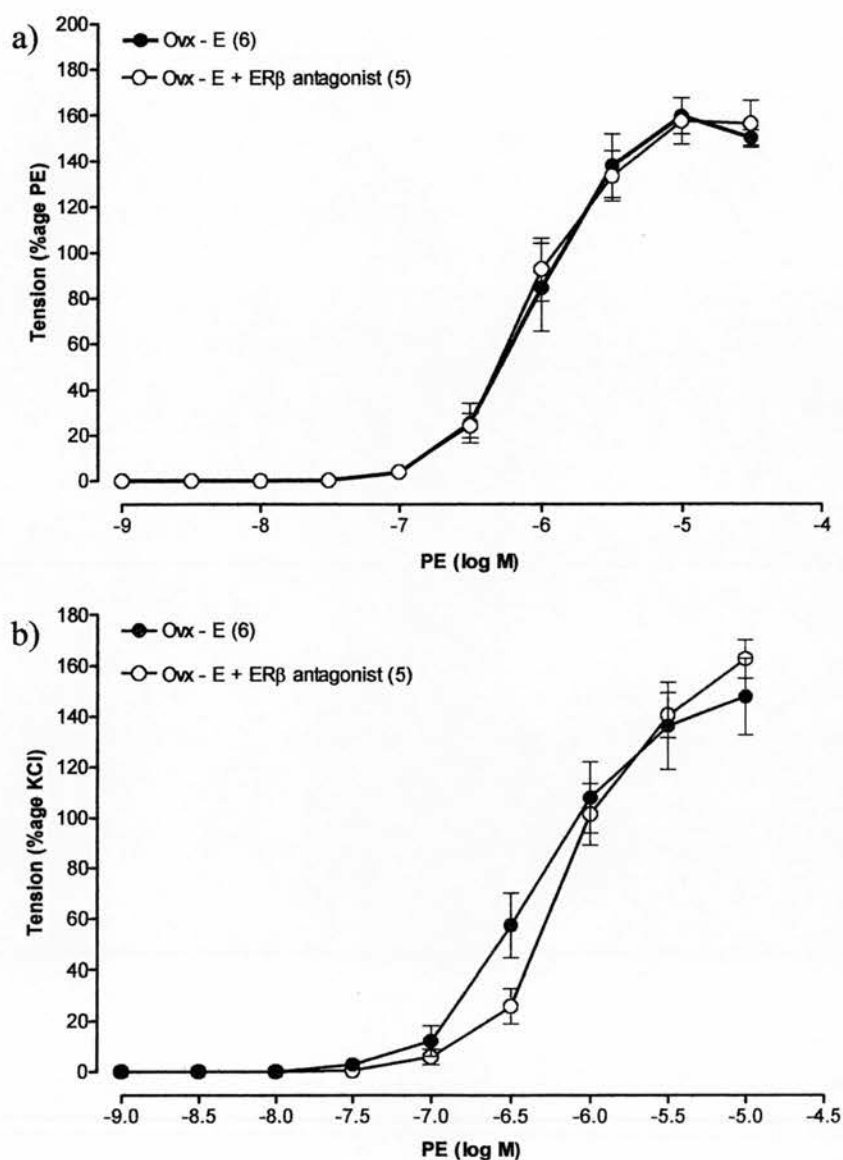 a)
Ovx - E (6)
Ovx - E + ERβ antagonist (5)
Tension (%age PE)
200
180
160
140
120
100
80
60
40
20
0
-9 -8 -7 -6 -5 -4
PE (log M)
b)
Ovx - E (6)
Ovx - E + ERβ antagonist (5)
Tension (%age KCl)
180
160
140
120
100
80
60
40
20
0
-9.0 -8.5 -8.0 -7.5 -7.0 -6.5 -6.0 -5.5 -5.0 -4.5
PE (log M)